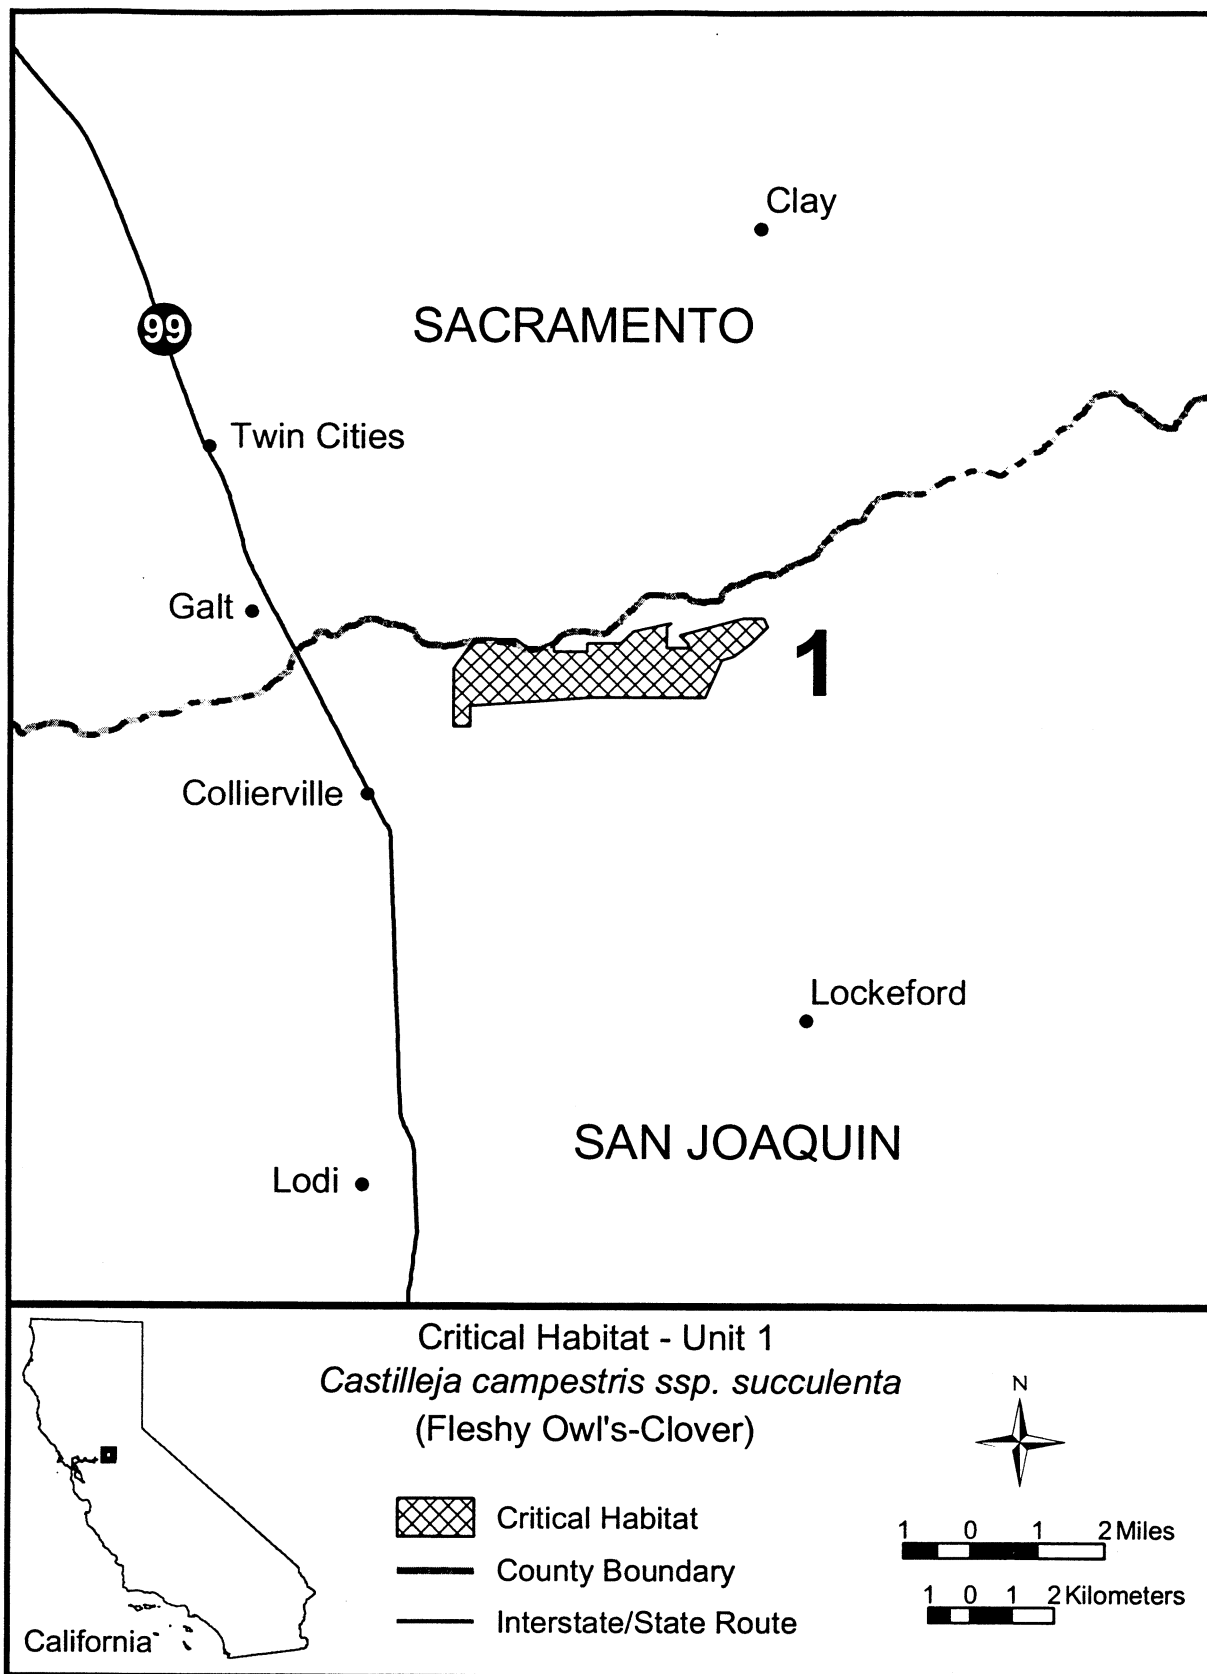 Clay
SACRAMENTO
99
Twin Cities
Galt
1
Collierville
Lockeford
SAN JOAQUIN
Lodi
Critical Habitat - Unit 1
Castilleja campestris ssp. succulenta
(Fleshy Owl's-Clover)
N
Critical Habitat
County Boundary
Interstate/State Route
1 0 1 2 Miles
1 0 1 2 Kilometers
California